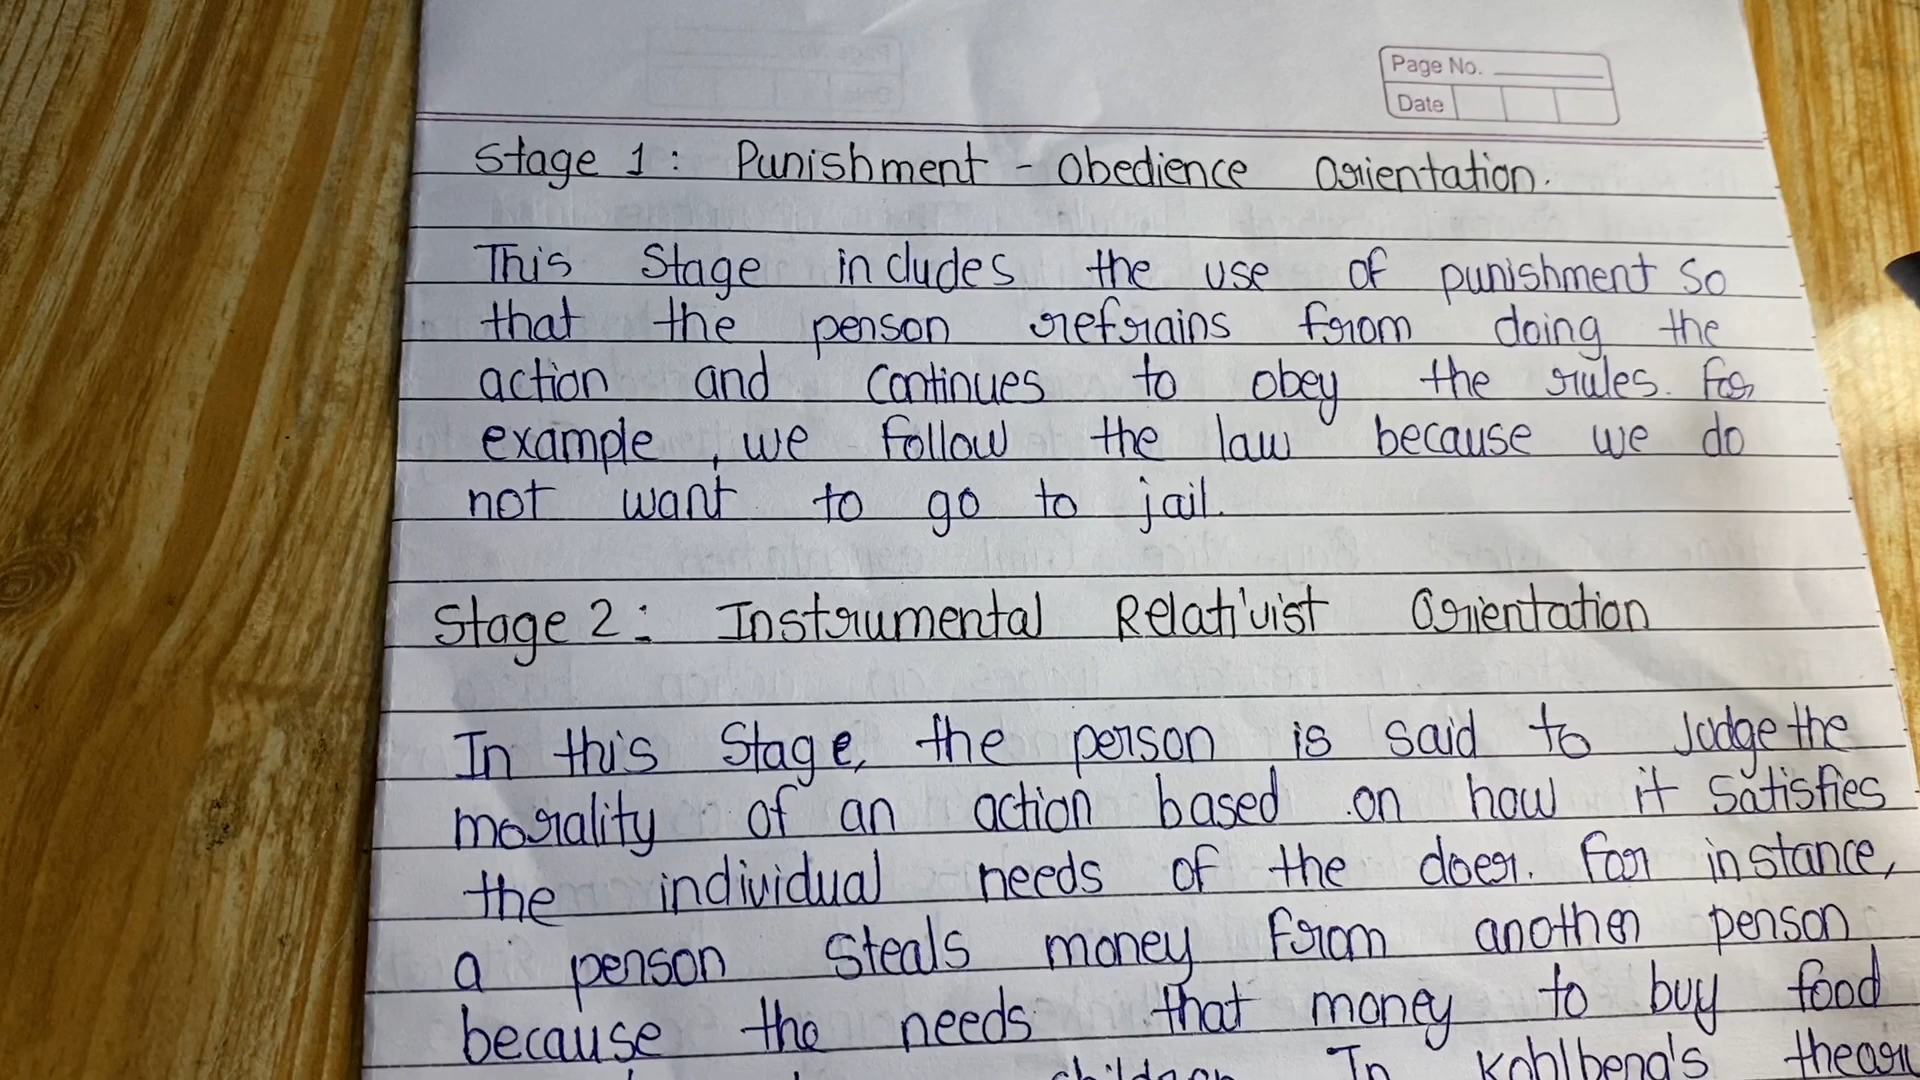 Page No.
Date
Stage 1: Punishment - Obedience Orientation.
This Stage includes the use of punishment so
that the person refrains from doing the
action and continues to obey the rules. For
example, we follow the law because we do
not want to go to jail.
Stage 2: Instrumental Relativist Orientation
In this Stage, the person is said to Judge the
morality of an action based on how it satisfies
the individual needs of the doer. For instance,
a person steals money from another person
because the needs that money to buy food
children. In Kohlberg's theory